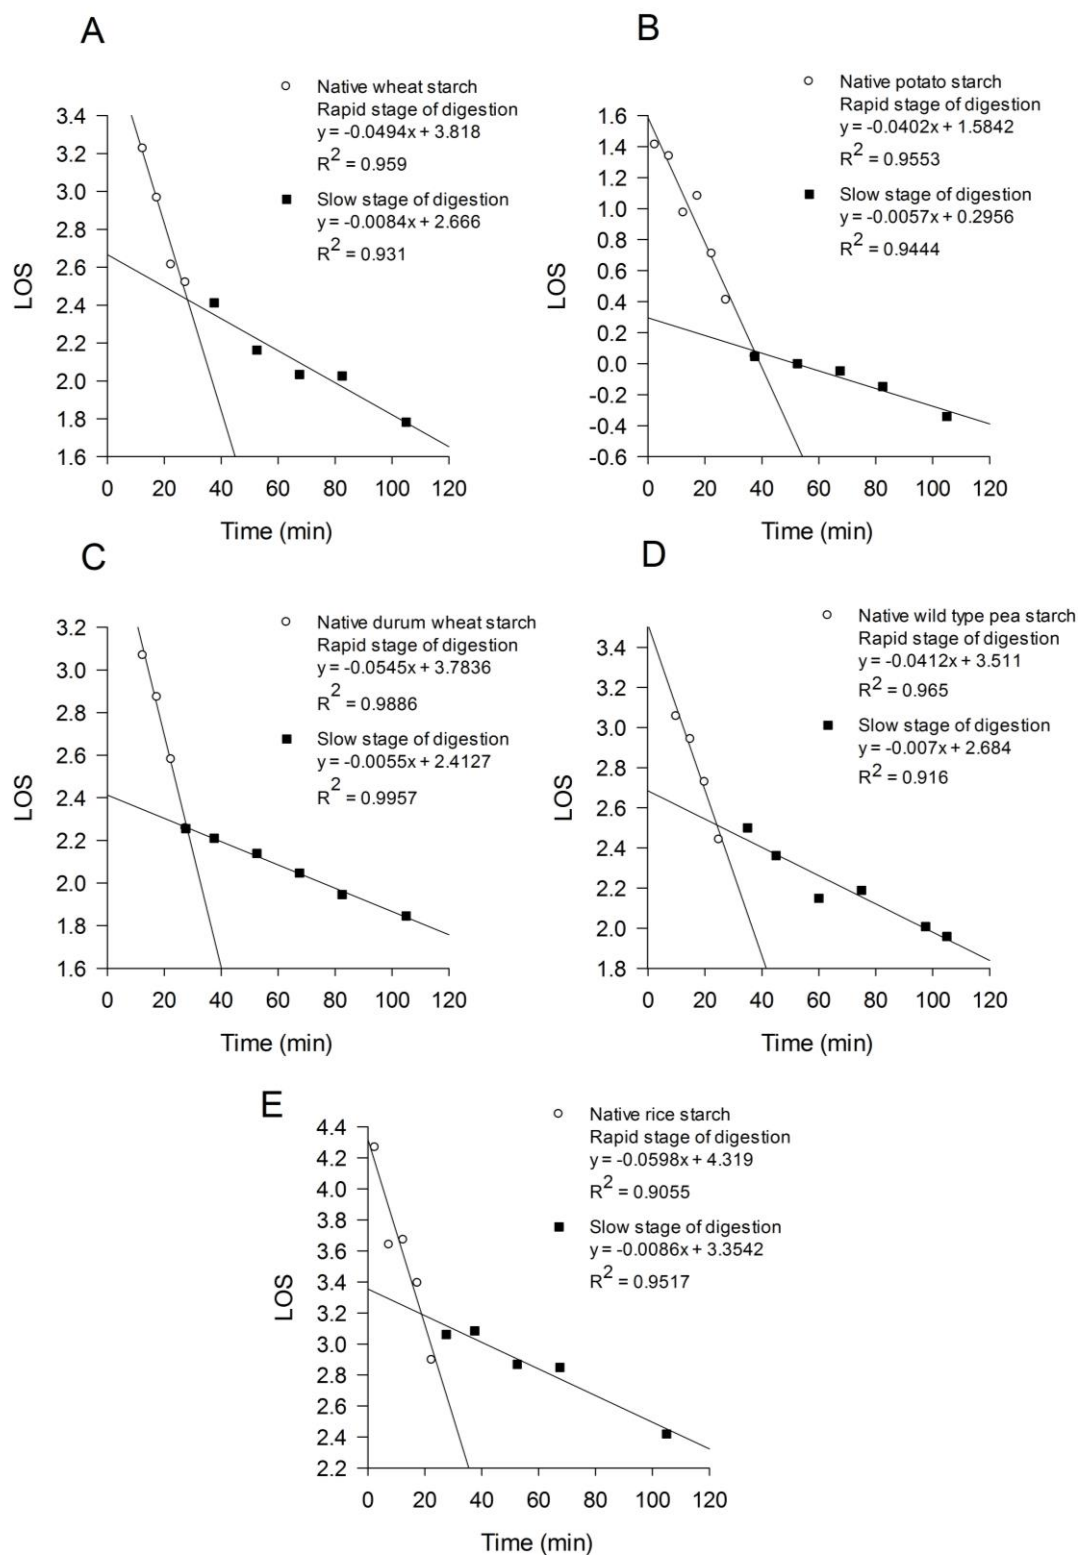 A
Native wheat starch
Rapid stage of digestion
y = -0.0494x + 3.818
R2 = 0.959
Slow stage of digestion
y = -0.0084x + 2.666
R2 = 0.931
3.4
3.2
3.0
2.8
2.6
2.4
2.2
2.0
1.8
1.6
LOS
0 20 40 60 80 100 120
Time (min)
B
Native potato starch
Rapid stage of digestion
y = -0.0402x + 1.5842
R2 = 0.9553
Slow stage of digestion
y = -0.0057x + 0.2956
R2 = 0.9444
1.6
1.4
1.2
1.0
0.8
0.6
0.4
0.2
0.0
-0.2
-0.4
-0.6
LOS
0 20 40 60 80 100 120
Time (min)
C
Native durum wheat starch
Rapid stage of digestion
y = -0.0545x + 3.7836
R2 = 0.9886
Slow stage of digestion
y = -0.0055x + 2.4127
R2 = 0.9957
3.2
3.0
2.8
2.6
2.4
2.2
2.0
1.8
1.6
LOS
0 20 40 60 80 100 120
Time (min)
D
Native wild type pea starch
Rapid stage of digestion
y = -0.0412x + 3.511
R2 = 0.965
Slow stage of digestion
y = -0.007x + 2.684
R2 = 0.916
3.4
3.2
3.0
2.8
2.6
2.4
2.2
2.0
1.8
LOS
0 20 40 60 80 100 120
Time (min)
E
Native rice starch
Rapid stage of digestion
y = -0.0598x + 4.319
R2 = 0.9055
Slow stage of digestion
y = -0.0086x + 3.3542
R2 = 0.9517
4.4
4.2
4.0
3.8
3.6
3.4
3.2
3.0
2.8
2.6
2.4
2.2
LOS
0 20 40 60 80 100 120
Time (min)